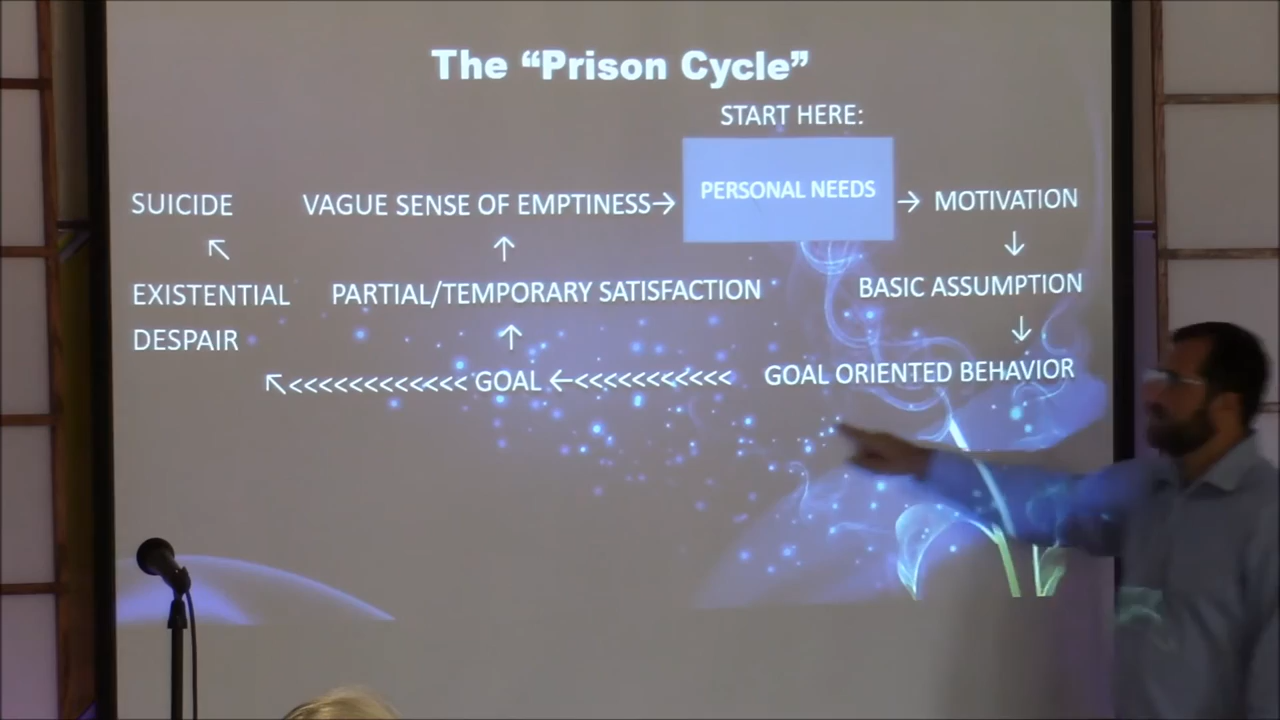 The “Prison Cycle”
START HERE:
SUICIDE VAGUE SENSE OF EMPTINESS→ PERSONAL NEEDS → MOTIVATION
↖ ↑ ↓
EXISTENTIAL PARTIAL/TEMPORARY SATISFACTION BASIC ASSUMPTION
DESPAIR ↑ ↓
↖<<<<<<<<<<<< GOAL ←<<<<<<<<<<< GOAL ORIENTED BEHAVIOR